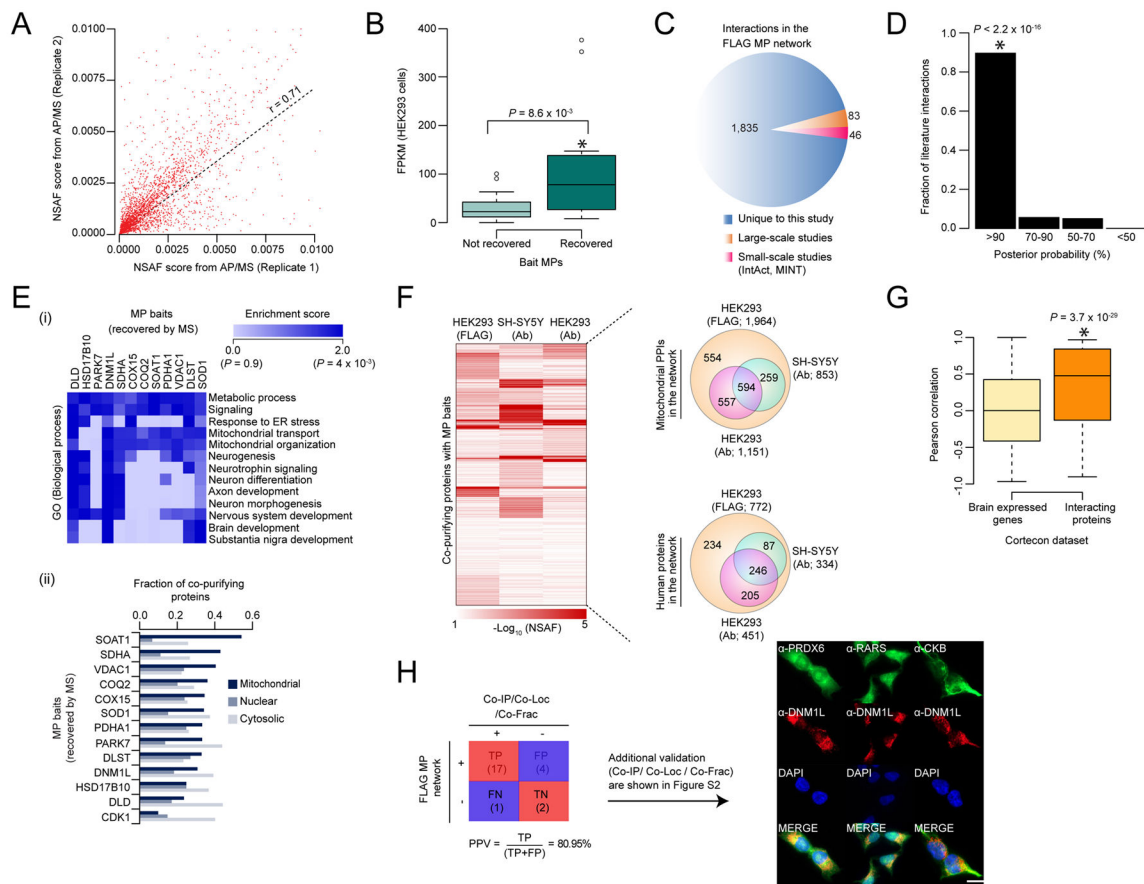 A
NSAF score from AP/MS (Replicate 2)
0.0100
0.0075
0.0050
0.0025
0.0000
r = 0.71
0.0000
0.0025
0.0050
0.0075
0.0100
NSAF score from AP/MS (Replicate 1)
B
FPKM (HEK293 cells)
400
300
200
100
0
P = 8.6 x 10-3
*
Not recovered
Recovered
Bait MPs
C
Interactions in the
FLAG MP network
1,835
83
46
Unique to this study
Large-scale studies
Small-scale studies
(IntAct, MINT)
D
P < 2.2 x 10-16
*
Fraction of literature interactions
1.0
0.8
0.6
0.4
0.2
0.0
>90
70-90
50-70
<50
Posterior probability (%)
E
(i)
MP baits
(recovered by MS)
Enrichment score
0.0
2.0
(P = 0.9)
(P = 4 x 10-3)
DLD
HSD17B10
PARK7
DNM1L
SDHA
COX15
COQ2
SOAT1
PDHA1
VDAC1
DLST
SOD1
GO (Biological process)
Metabolic process
Signaling
Response to ER stress
Mitochondrial transport
Mitochondrial organization
Neurogenesis
Neurotrophin signaling
Neuron differentiation
Axon development
Neuron morphogenesis
Nervous system development
Brain development
Substantia nigra development
(ii)
Fraction of co-purifying
proteins
0.0
0.2
0.4
0.6
MP baits
(recovered by MS)
SOAT1
SDHA
VDAC1
COQ2
COX15
SOD1
PDHA1
PARK7
DLST
DNM1L
HSD17B10
DLD
CDK1
Mitochondrial
Nuclear
Cytosolic
F
HEK293
(FLAG)
SH-SY5Y
(Ab)
HEK293
(Ab)
Co-purifying proteins with MP baits
1
5
-Log10 (NSAF)
HEK293
(FLAG; 1,964)
Mitochondrial PPIs
in the network
554
594
259
557
SH-SY5Y
(Ab; 853)
HEK293
(Ab; 1,151)
HEK293
(FLAG; 772)
Human proteins
in the network
234
87
246
205
SH-SY5Y
(Ab; 334)
HEK293
(Ab; 451)
G
P = 3.7 x 10-29
*
Pearson correlation
1.0
0.5
0.0
-0.5
-1.0
Brain expressed
genes
Interacting
proteins
Cortecon dataset
H
Co-IP/Co-Loc
/Co-Frac
+
-
FLAG MP
network
+
-
TP
(17)
FP
(4)
FN
(1)
TN
(2)
PPV = TP / (TP+FP) = 80.95%
Additional validation
(Co-IP/ Co-Loc / Co-Frac)
are shown in Figure S2
α-PRDX6
α-RARS
α-CKB
α-DNM1L
α-DNM1L
α-DNM1L
DAPI
DAPI
DAPI
MERGE
MERGE
MERGE